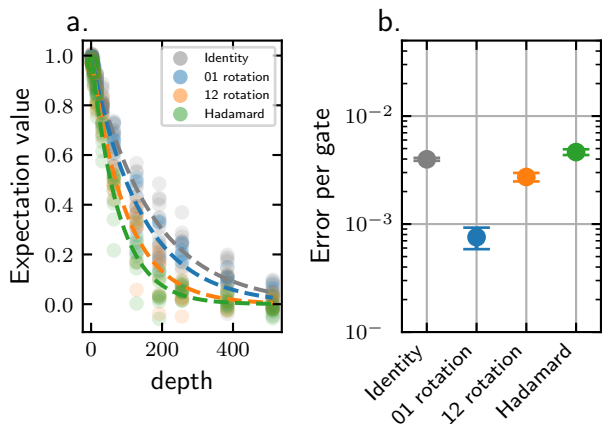 a.
Expectation value
1.0
0.8
0.6
0.4
0.2
0.0
0
200
400
depth
Identity
01 rotation
12 rotation
Hadamard
b.
Error per gate
10⁻²
10⁻³
10⁻
Identity
01 rotation
12 rotation
Hadamard